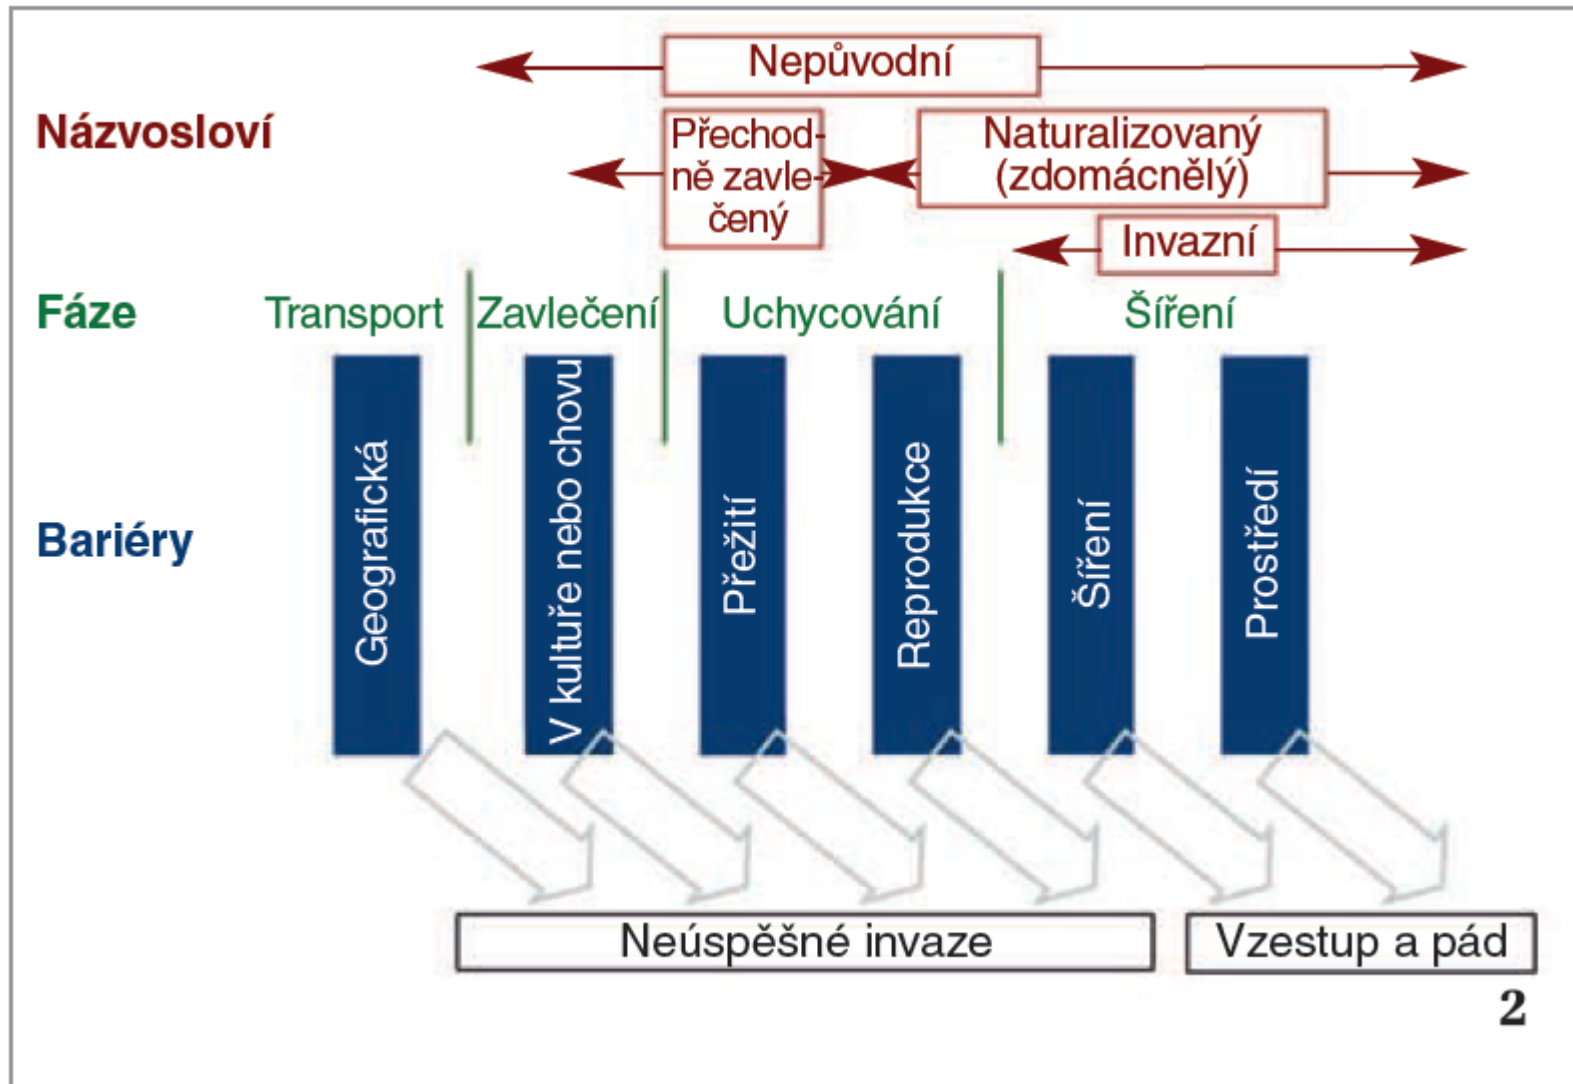 Nepůvodní
Názvosloví
Přechod-
ně zavle-
čený
Naturalizovaný
(zdomácnělý)
Invazní
Fáze
Transport
Zavlečení
Uchycování
Šíření
Bariéry
Geografická
V kultuře nebo chovu
Přežití
Reprodukce
Šíření
Prostředí
Neúspěšné invaze
Vzestup a pád
2